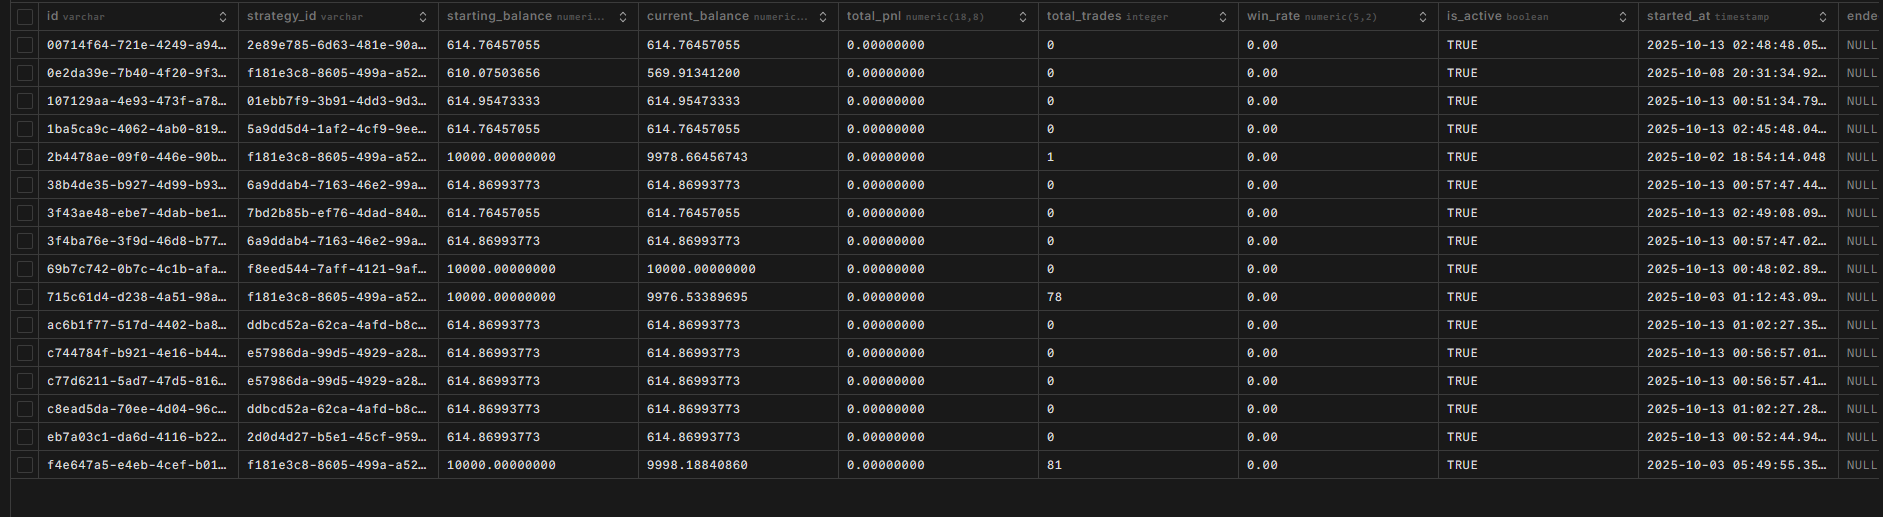 id varchar strategy_id varchar starting_balance numeri... current_balance numeric... total_pnl numeric(18,8) total_trades integer win_rate numeric(5,2) is_active boolean started_at timestamp ende
00714f64-721e-4249-a94… 2e89e785-6d63-481e-90a… 614.76457055 614.76457055 0.00000000 0 0.00 TRUE 2025-10-13 02:48:48.05… NULL
0e2da39e-7b40-4f20-9f3… f181e3c8-8605-499a-a52… 610.07503656 569.91341200 0.00000000 0 0.00 TRUE 2025-10-08 20:31:34.92… NULL
107129aa-4e93-473f-a78… 01ebb7f9-3b91-4dd3-9d3… 614.95473333 614.95473333 0.00000000 0 0.00 TRUE 2025-10-13 00:51:34.79… NULL
1ba5ca9c-4062-4ab0-819… 5a9dd5d4-1af2-4cf9-9ee… 614.76457055 614.76457055 0.00000000 0 0.00 TRUE 2025-10-13 02:45:48.04… NULL
2b4478ae-09f0-446e-90b… f181e3c8-8605-499a-a52… 10000.00000000 9978.66456743 0.00000000 1 0.00 TRUE 2025-10-02 18:54:14.048 NULL
38b4de35-b927-4d99-b93… 6a9ddab4-7163-46e2-99a… 614.86993773 614.86993773 0.00000000 0 0.00 TRUE 2025-10-13 00:57:47.44… NULL
3f43ae48-ebe7-4dab-be1… 7bd2b85b-ef76-4dad-840… 614.76457055 614.76457055 0.00000000 0 0.00 TRUE 2025-10-13 02:49:08.09… NULL
3f4ba76e-3f9d-46d8-b77… 6a9ddab4-7163-46e2-99a… 614.86993773 614.86993773 0.00000000 0 0.00 TRUE 2025-10-13 00:57:47.02… NULL
69b7c742-0b7c-4c1b-afa… f8eed544-7aff-4121-9af… 10000.00000000 10000.00000000 0.00000000 0 0.00 TRUE 2025-10-13 00:48:02.89… NULL
715c61d4-d238-4a51-98a… f181e3c8-8605-499a-a52… 10000.00000000 9976.53389695 0.00000000 78 0.00 TRUE 2025-10-03 01:12:43.09… NULL
ac6b1f77-517d-4402-ba8… ddbcd52a-62ca-4afd-b8c… 614.86993773 614.86993773 0.00000000 0 0.00 TRUE 2025-10-13 01:02:27.35… NULL
c744784f-b921-4e16-b44… e57986da-99d5-4929-a28… 614.86993773 614.86993773 0.00000000 0 0.00 TRUE 2025-10-13 00:56:57.01… NULL
c77d6211-5ad7-47d5-816… e57986da-99d5-4929-a28… 614.86993773 614.86993773 0.00000000 0 0.00 TRUE 2025-10-13 00:56:57.41… NULL
c8ead5da-70ee-4d04-96c… ddbcd52a-62ca-4afd-b8c… 614.86993773 614.86993773 0.00000000 0 0.00 TRUE 2025-10-13 01:02:27.28… NULL
eb7a03c1-da6d-4116-b22… 2d0d4d27-b5e1-45cf-959… 614.86993773 614.86993773 0.00000000 0 0.00 TRUE 2025-10-13 00:52:44.94… NULL
f4e647a5-e4eb-4cef-b01… f181e3c8-8605-499a-a52… 10000.00000000 9998.18840860 0.00000000 81 0.00 TRUE 2025-10-03 05:49:55.35… NULL